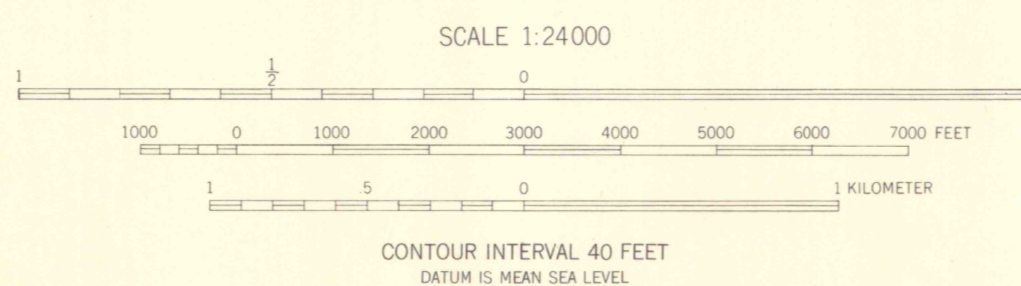 SCALE 1:24000
1 1/2 0
1000 0 1000 2000 3000 4000 5000 6000 7000 FEET
1 .5 0 1 KILOMETER
CONTOUR INTERVAL 40 FEET
DATUM IS MEAN SEA LEVEL